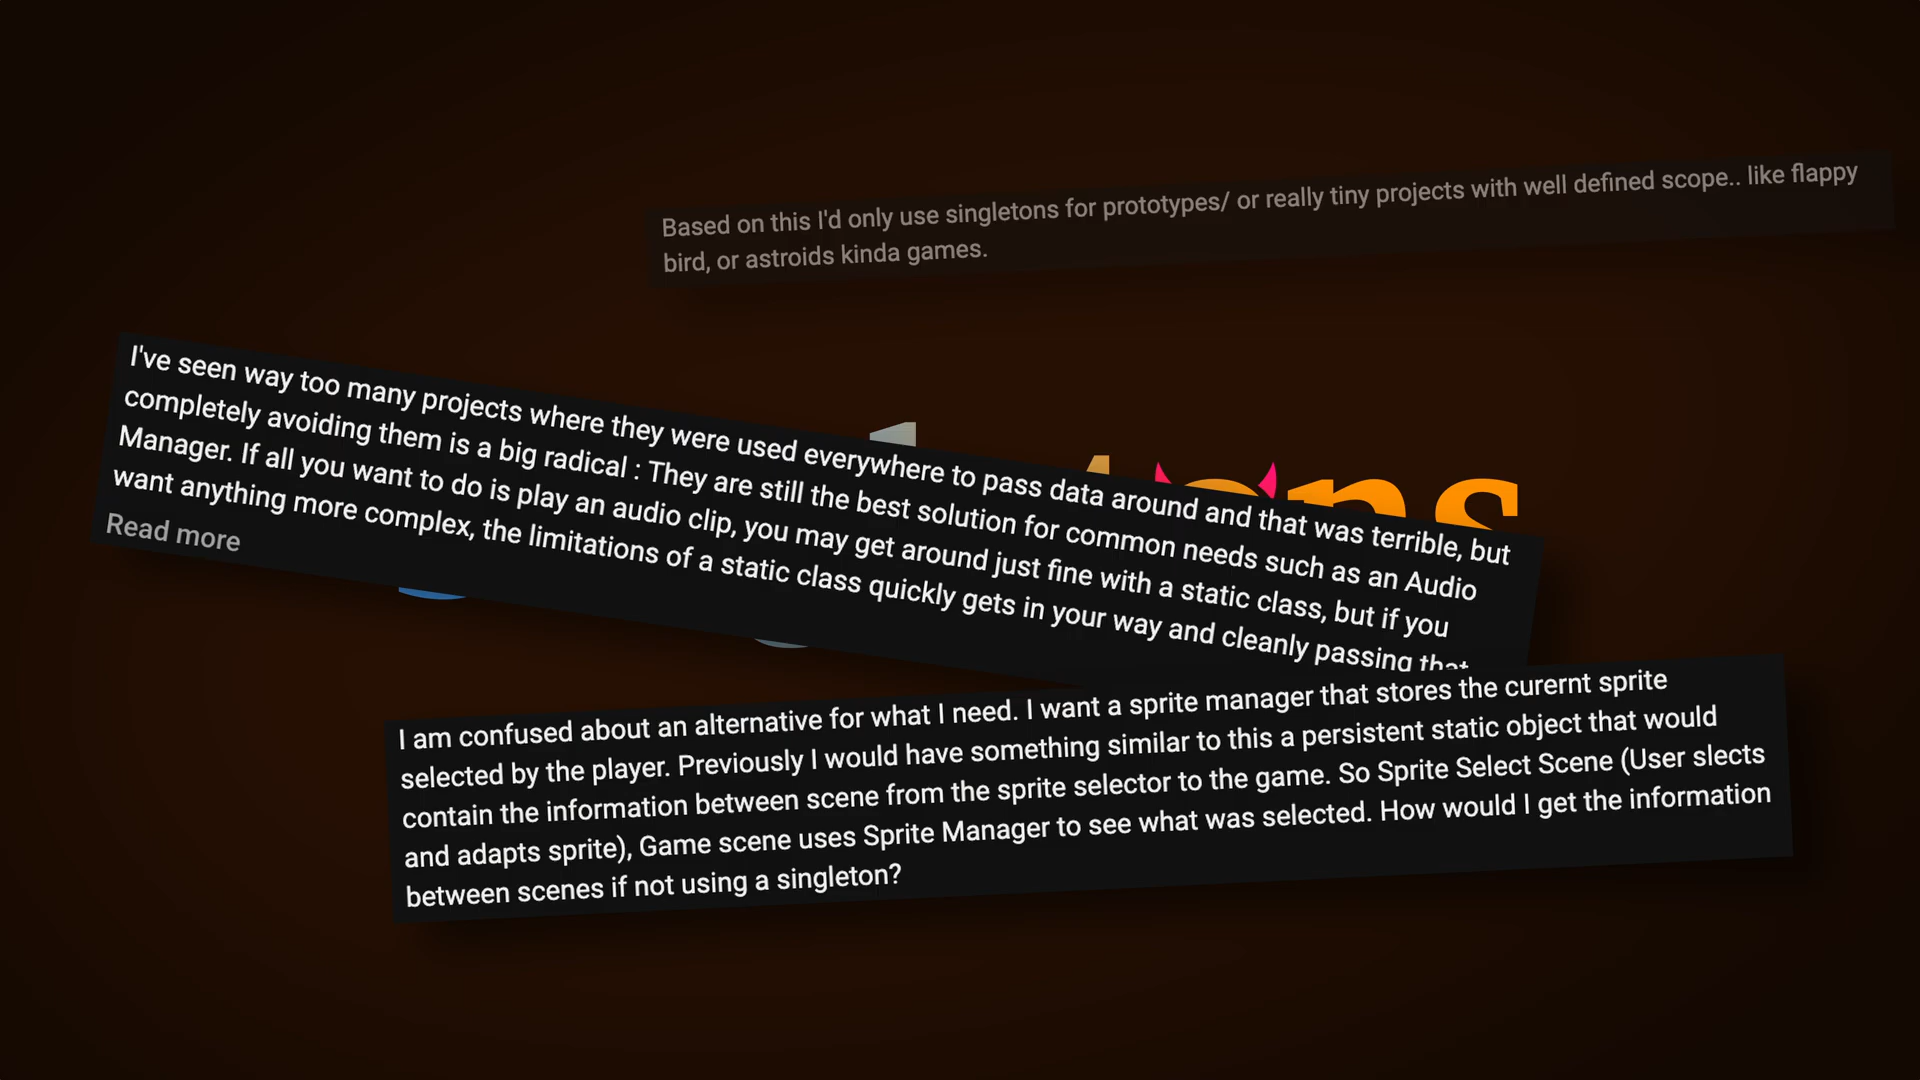 Based on this I'd only use singletons for prototypes/ or really tiny projects with well defined scope.. like flappy
bird, or astroids kinda games.
I've seen way too many projects where they were used everywhere to pass data around and that was terrible, but
completely avoiding them is a big radical : They are still the best solution for common needs such as an Audio
Manager. If all you want to do is play an audio clip, you may get around just fine with a static class, but if you
want anything more complex, the limitations of a static class quickly gets in your way and cleanly passing that
Read more
I am confused about an alternative for what I need. I want a sprite manager that stores the curernt sprite
selected by the player. Previously I would have something similar to this a persistent static object that would
contain the information between scene from the sprite selector to the game. So Sprite Select Scene (User slects
and adapts sprite), Game scene uses Sprite Manager to see what was selected. How would I get the information
between scenes if not using a singleton?